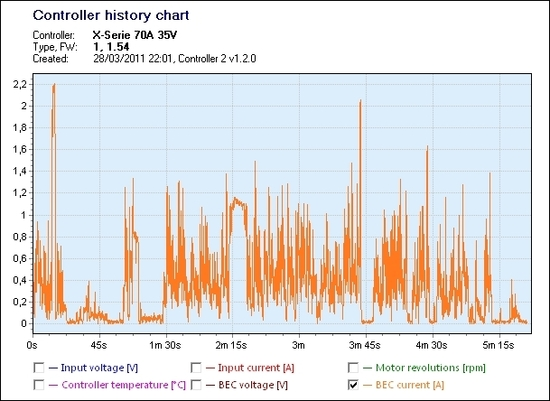 Controller history chart
Controller: X-Serie 70A 35V
Type, FW: 1, 1.54
Created: 28/03/2011 22:01, Controller 2 v1.2.0
2,2
2
1,8
1,6
1,4
1,2
1
0,8
0,6
0,4
0,2
0
0s 45s 1m 30s 2m 15s 3m 3m 45s 4m 30s 5m 15s
Input voltage [V] Input current [A] Motor revolutions [rpm]
Controller temperature [°C] BEC voltage [V] BEC current [A]